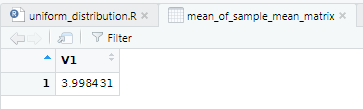 uniform_distribution.R
mean_of_sample_mean_matrix
Filter
V1
1 3.998431